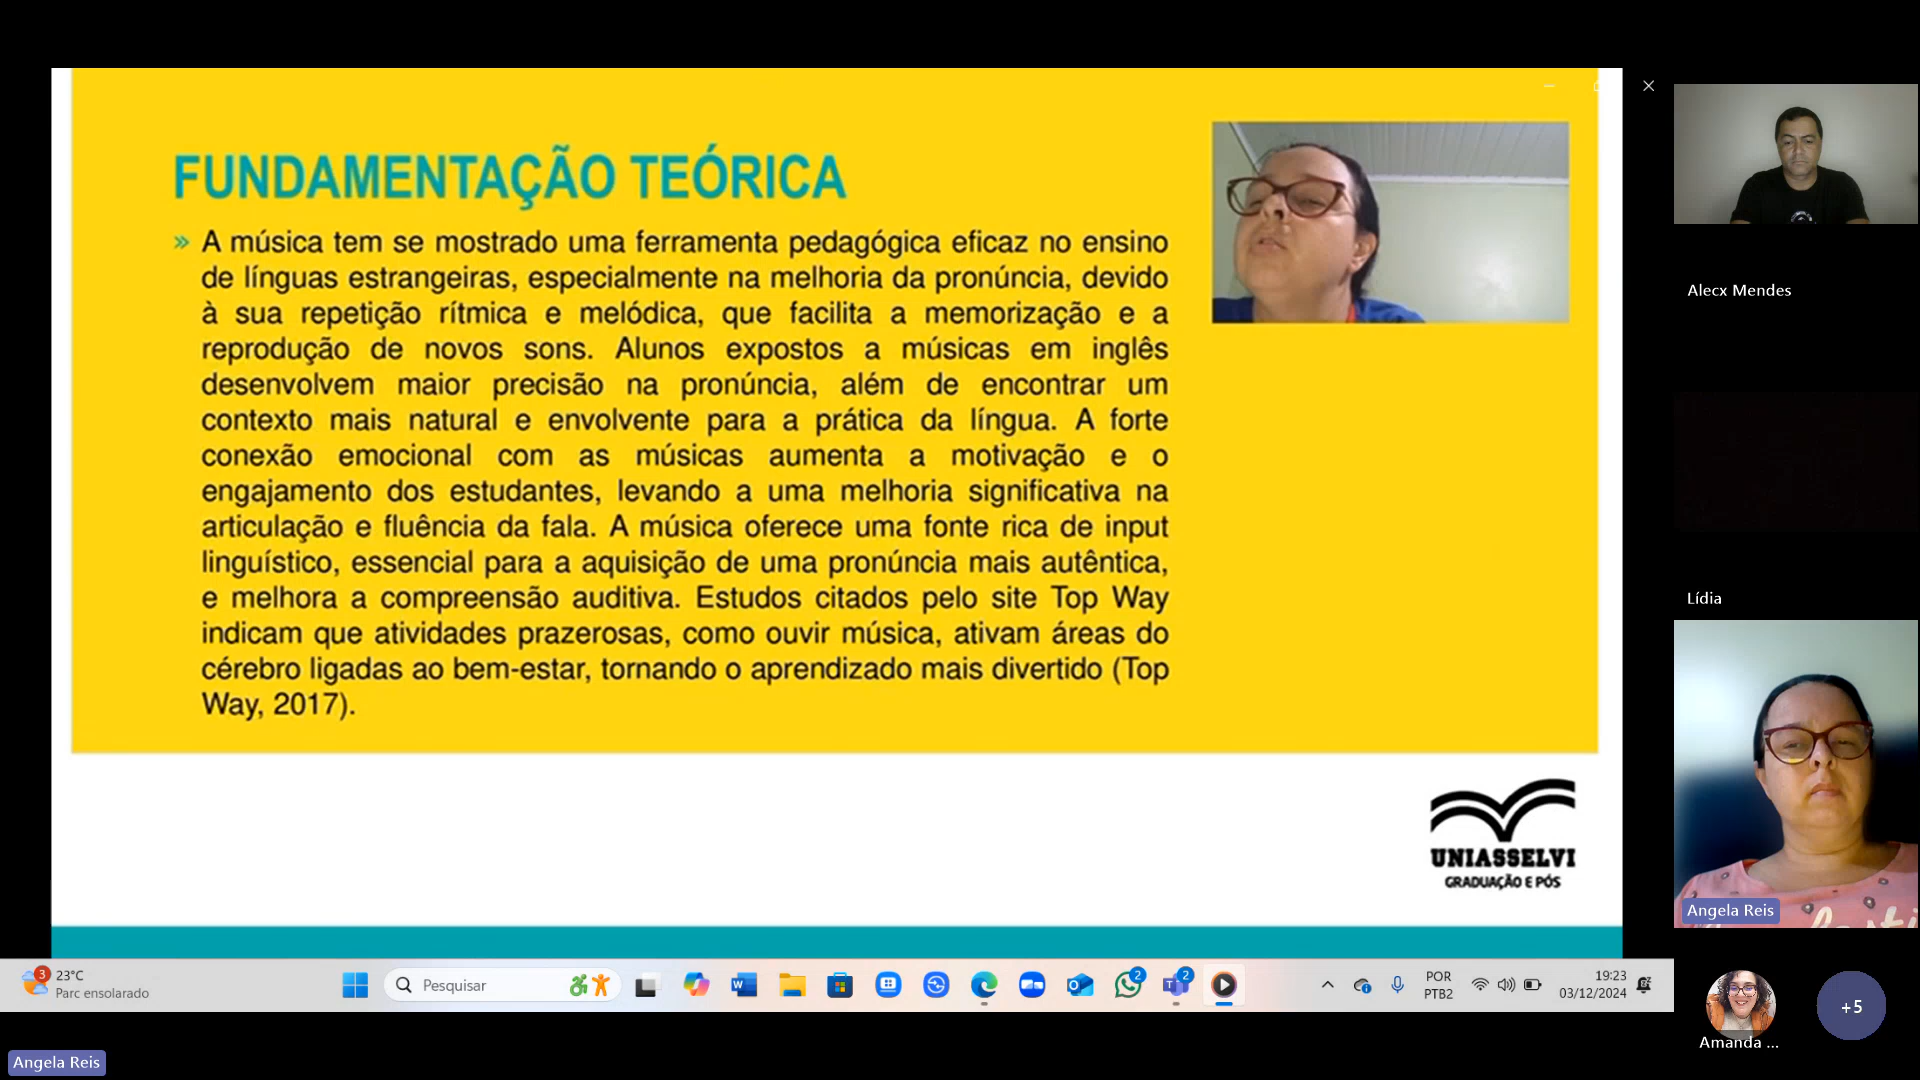 FUNDAMENTAÇÃO TEÓRICA
» A música tem se mostrado uma ferramenta pedagógica eficaz no ensino
de línguas estrangeiras, especialmente na melhoria da pronúncia, devido
à sua repetição rítmica e melódica, que facilita a memorização e a
reprodução de novos sons. Alunos expostos a músicas em inglês
desenvolvem maior precisão na pronúncia, além de encontrar um
contexto mais natural e envolvente para a prática da língua. A forte
conexão emocional com as músicas aumenta a motivação e o
engajamento dos estudantes, levando a uma melhoria significativa na
articulação e fluência da fala. A música oferece uma fonte rica de input
linguístico, essencial para a aquisição de uma pronúncia mais autêntica,
e melhora a compreensão auditiva. Estudos citados pelo site Top Way
indicam que atividades prazerosas, como ouvir música, ativam áreas do
cérebro ligadas ao bem-estar, tornando o aprendizado mais divertido (Top
Way, 2017).
UNIASSELVI
GRADUAÇÃO E PÓS
Alecx Mendes
Lídia
Angela Reis
Amanda ...
+5
3
23°C
Parc ensolarado
Pesquisar
2
2
POR
PTB2
19:23
03/12/2024
Angela Reis